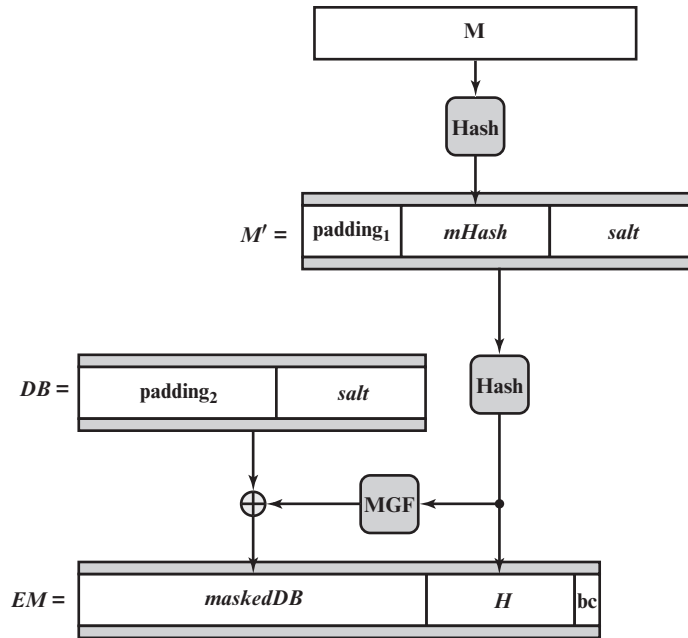 M
Hash
M′ = padding₁ mHash salt
DB = padding₂ salt
Hash
MGF
EM = maskedDB H bc